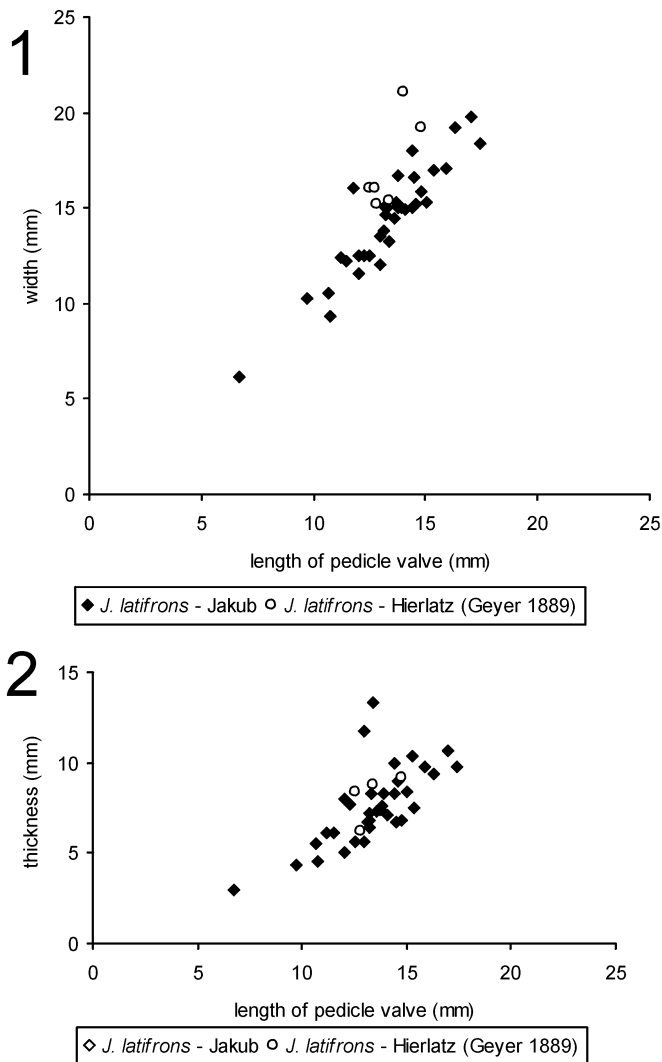 1
25
20
15
10
5
0
width (mm)
0 5 10 15 20 25
length of pedicle valve (mm)
◆ J. latifrons - Jakub ○ J. latifrons - Hierlatz (Geyer 1889)
2
15
10
5
0
thickness (mm)
0 5 10 15 20 25
length of pedicle valve (mm)
◇ J. latifrons - Jakub ○ J. latifrons - Hierlatz (Geyer 1889)